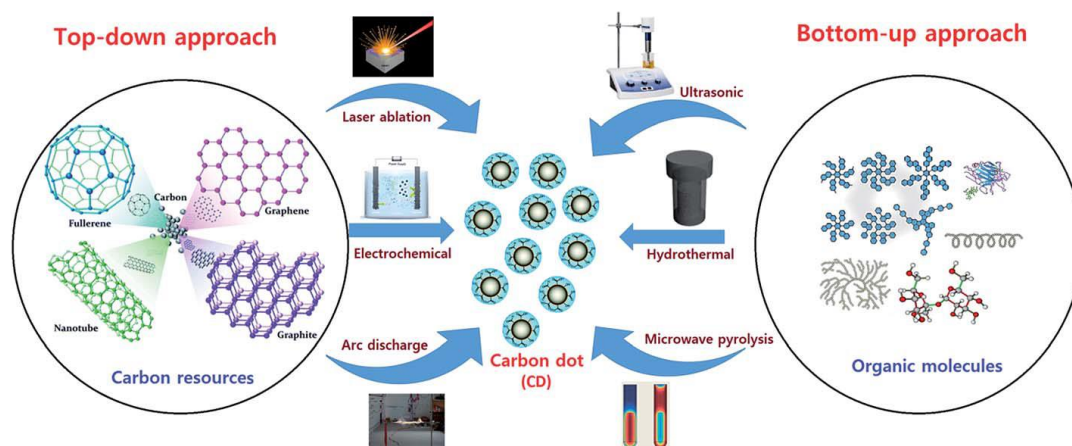 Top-down approach
Bottom-up approach
Laser ablation
Ultrasonic
Fullerene
Carbon
Graphene
Electrochemical
Hydrothermal
Nanotube
Graphite
Arc discharge
Carbon dot
(CD)
Microwave pyrolysis
Carbon resources
Organic molecules